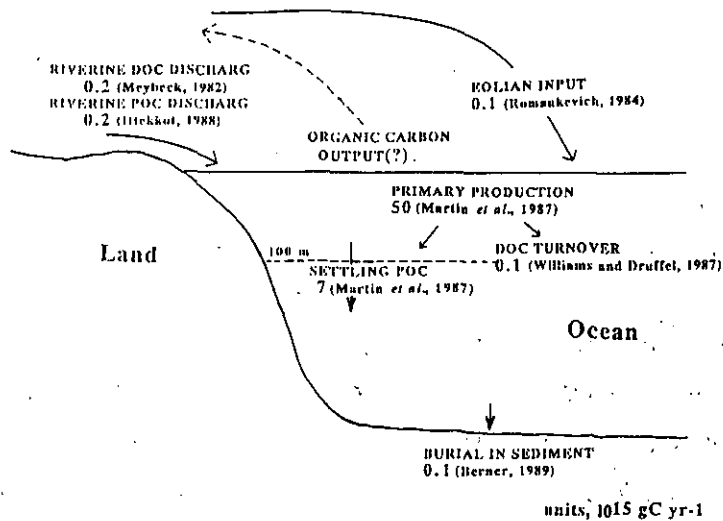 RIVERINE DOC DISCHARG
0.2 (Meybeck, 1982)
RIVERINE POC DISCHARG
0.2 (Ittekkot, 1988)
EOLIAN INPUT
0.1 (Romankevich, 1984)
ORGANIC CARBON
OUTPUT(?).
PRIMARY PRODUCTION
50 (Martin et al., 1987)
Land
100 m
DOC TURNOVER
0.1 (Williams and Druffel, 1987)
SETTLING POC
7 (Martin et al., 1987)
Ocean
BURIAL IN SEDIMENT
0.1 (Berner, 1989)
units, 1015 gC yr-1